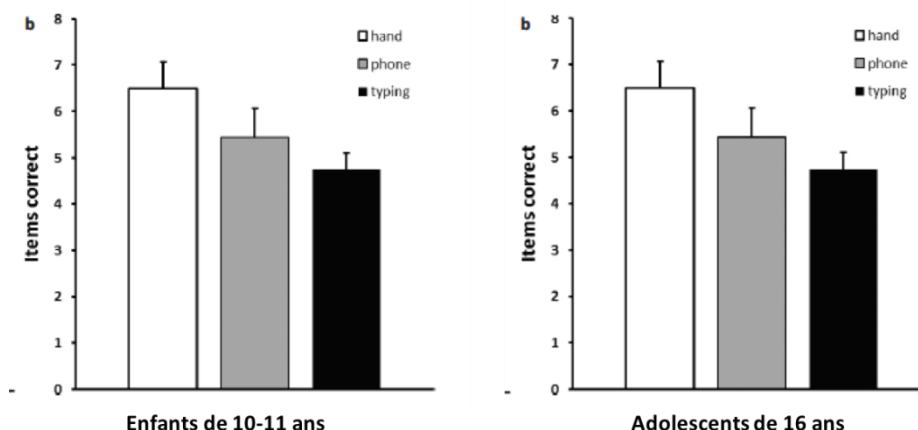 b
Items correct
8
7
6
5
4
3
2
1
0
hand
phone
typing
Enfants de 10-11 ans
b
Items correct
8
7
6
5
4
3
2
1
0
hand
phone
typing
Adolescents de 16 ans